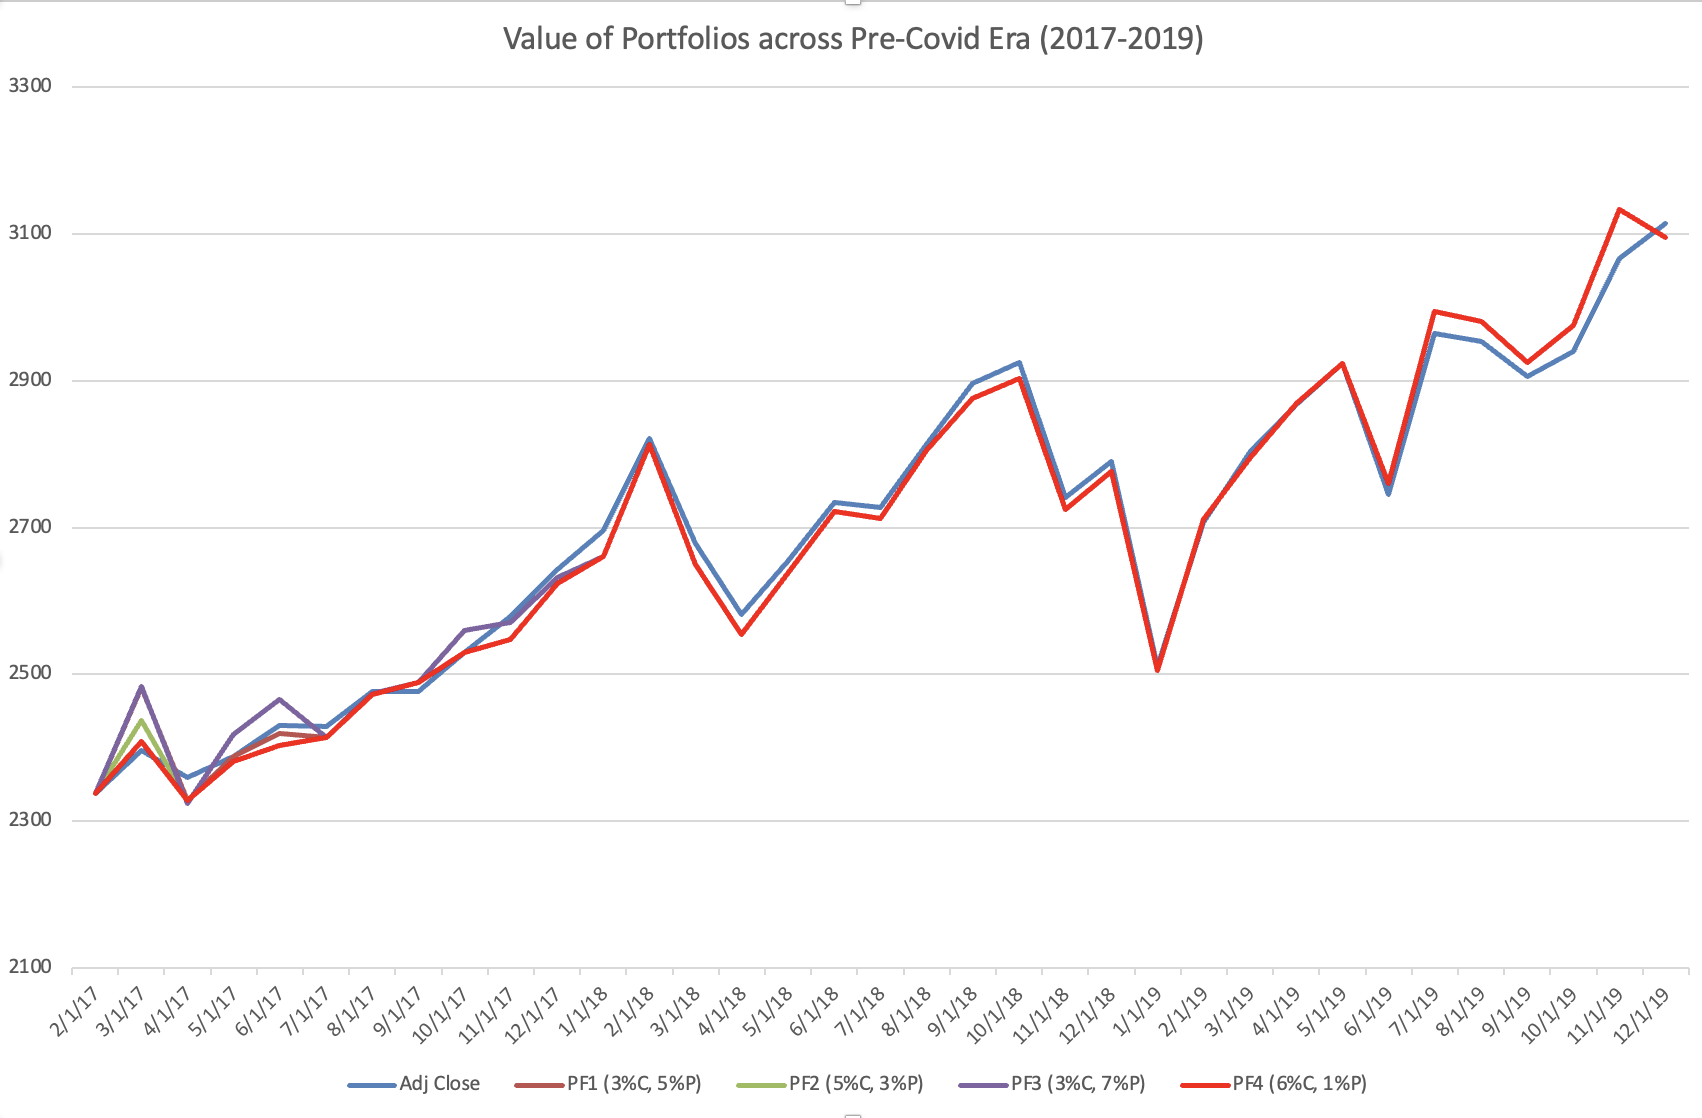 Value of Portfolios across Pre-Covid Era (2017-2019)
3300
3100
2900
2700
2500
2300
2100
2/1/17 3/1/17 4/1/17 5/1/17 6/1/17 7/1/17 8/1/17 9/1/17 10/1/17 11/1/17 12/1/17 1/1/18 2/1/18 3/1/18 4/1/18 5/1/18 6/1/18 7/1/18 8/1/18 9/1/18 10/1/18 11/1/18 12/1/18 1/1/19 2/1/19 3/1/19 4/1/19 5/1/19 6/1/19 7/1/19 8/1/19 9/1/19 10/1/19 11/1/19 12/1/19
Adj Close PF1 (3%C, 5%P) PF2 (5%C, 3%P) PF3 (3%C, 7%P) PF4 (6%C, 1%P)